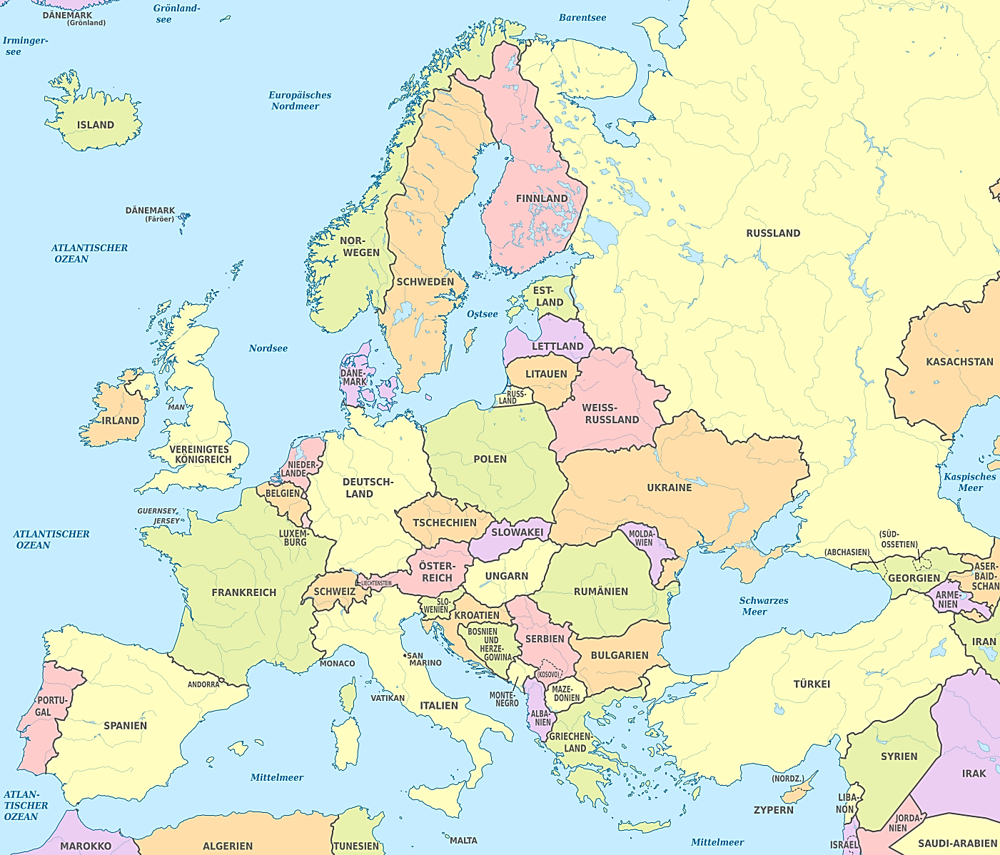 Grönland-
see
DÄNEMARK
(Grönland)
Barentsee
Irminger-
see
Europäisches
Nordmeer
ISLAND
DÄNEMARK
(Färöer)
FINNLAND
RUSSLAND
ATLANTISCHER
OZEAN
NOR-
WEGEN
SCHWEDEN
EST-
LAND
Ostsee
Nordsee
LETTLAND
KASACHSTAN
DÄNE-
MARK
LITAUEN
RUSS-
LAND
MAN
WEISS-
RUSSLAND
IRLAND
VEREINIGTES
KÖNIGREICH
NIEDER-
LANDE
POLEN
Kaspisches
Meer
DEUTSCH-
LAND
BELGIEN
UKRAINE
GUERNSEY
JERSEY
ATLANTISCHER
OZEAN
LUXEM-
BURG
TSCHECHIEN
SLOWAKEI
MOLDA-
WIEN
(SÜD-
OSSETIEN)
(ABCHASIEN)
ÖSTER-
REICH
UNGARN
ASER-
BAID-
SCHAN
GEORGIEN
LIECHTENSTEIN
SCHWEIZ
FRANKREICH
RUMÄNIEN
ARME-
NIEN
Schwarzes
Meer
SLO-
WENIEN
KROATIEN
BOSNIEN
UND
HERZE-
GOWINA
SERBIEN
IRAN
BULGARIEN
SAN
MARINO
MONACO
(KOSOVO)
ANDORRA
TÜRKEI
MAZE-
DONIEN
MONTE-
NEGRO
VATIKAN
ITALIEN
PORTU-
GAL
ALBA-
NIEN
SPANIEN
GRIECHEN-
LAND
SYRIEN
IRAK
Mittelmeer
(NORDZ.)
ZYPERN
ATLAN-
TISCHER
OZEAN
LIBA-
NON
JORDA-
NIEN
MALTA
Mittelmeer
ISRAEL
SAUDI-ARABIEN
MAROKKO
ALGERIEN
TUNESIEN